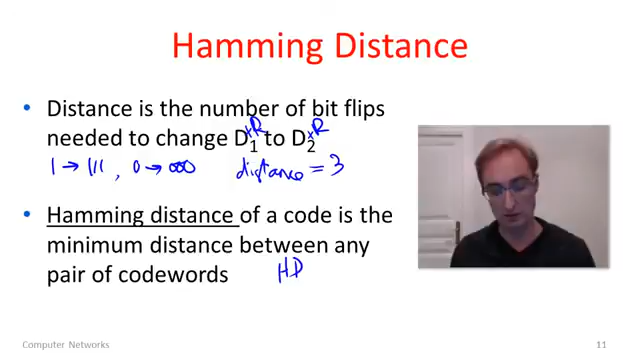 Hamming Distance
• Distance is the number of bit flips
needed to change D1+R to D2+R
1 → 111, 0 → 000 distance = 3
• Hamming distance of a code is the
minimum distance between any
pair of codewords HD
Computer Networks 11